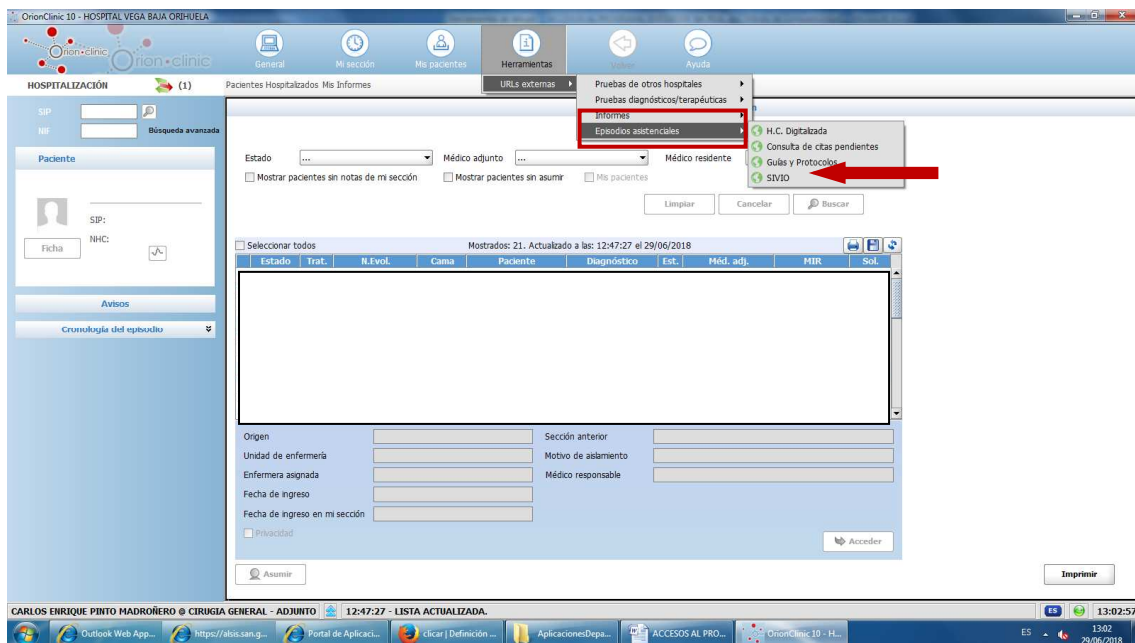 OrionClinic 10 - HOSPITAL VEGA BAJA ORIHUELA
Orion·clinic
Orion·clinic
General
Mi sección
Mis pacientes
Herramientas
Volver
Ayuda
HOSPITALIZACIÓN (1)
Pacientes Hospitalizados Mis Informes
URLs externas
Pruebas de otros hospitales
Pruebas diagnósticos/terapéuticas
Informes
Episodios asistenciales
H.C. Digitalizada
Consulta de citas pendientes
Guías y Protocolos
SIVIO
SIP
NIF
Búsqueda avanzada
Paciente
SIP:
NHC:
Ficha
Avisos
Cronología del episodio
Estado ... Médico adjunto ... Médico residente
Mostrar pacientes sin notas de mi sección Mostrar pacientes sin asumir Mis pacientes
Limpiar Cancelar Buscar
Seleccionar todos Mostrados: 21. Actualizado a las: 12:47:27 el 29/06/2018
Estado Trat. N.Evol. Cama Paciente Diagnóstico Est. Méd. adj. MIR Sol.
Origen Sección anterior
Unidad de enfermería Motivo de aislamiento
Enfermera asignada Médico responsable
Fecha de ingreso
Fecha de ingreso en mi sección
Privacidad
Acceder
Asumir
Imprimir
CARLOS ENRIQUE PINTO MADROÑERO @ CIRUGIA GENERAL - ADJUNTO 12:47:27 - LISTA ACTUALIZADA. ES 13:02:57
Outlook Web App... https://alsis.san.g... Portal de Aplicaci... clicar | Definición ... AplicacionesDepa... ACCESOS AL PRO... OrionClinic 10 - H... ES 13:02
29/06/2018